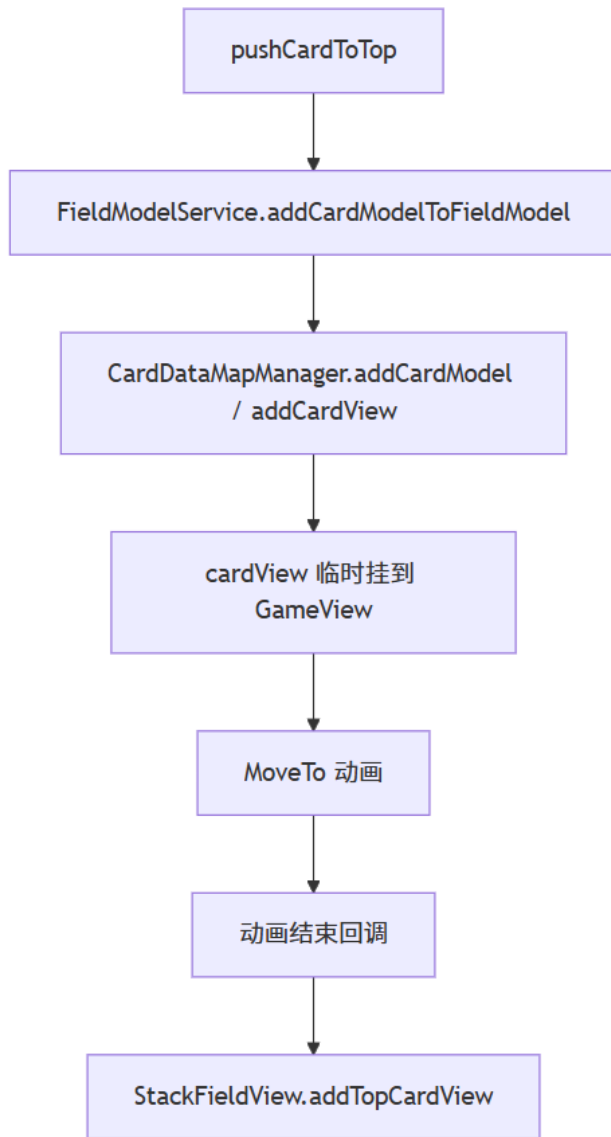 pushCardToTop
FieldModelService.addCardModelToFieldModel
CardDataMapManager.addCardModel
/ addCardView
cardView 临时挂到
GameView
MoveTo 动画
动画结束回调
StackFieldView.addTopCardView